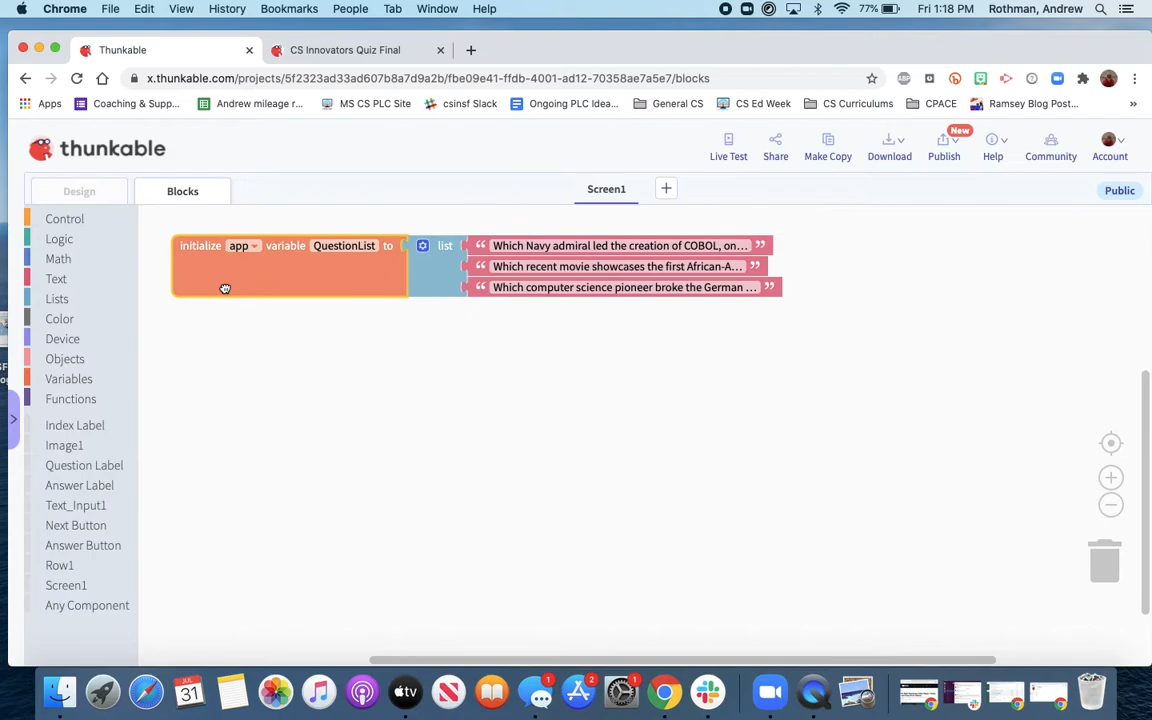 Chrome File Edit View History Bookmarks People Tab Window Help 77% Fri 1:18 PM Rothman, Andrew
Thunkable CS Innovators Quiz Final
x.thunkable.com/projects/5f2323ad33ad607b8a7d9a2b/fbe09e41-ffdb-4001-ad12-70358ae7a5e7/blocks
Apps Coaching & Supp... Andrew mileage r... MS CS PLC Site csinsf Slack Ongoing PLC Idea... General CS CS Ed Week CS Curriculums CPACE Ramsey Blog Post... »
New
thunkable
Live Test Share Make Copy Download Publish Help Community Account
Design Blocks Screen1 + Public
Control
Logic
Math
Text
Lists
Color
Device
Objects
Variables
Functions
Index Label
Image1
Question Label
Answer Label
Text_Input1
Next Button
Answer Button
Row1
Screen1
Any Component
initialize app variable QuestionList to list “ Which Navy admiral led the creation of COBOL, on... ”
“ Which recent movie showcases the first African-A... ”
“ Which computer science pioneer broke the German ... ”
JUL 31 tv 1 2 1